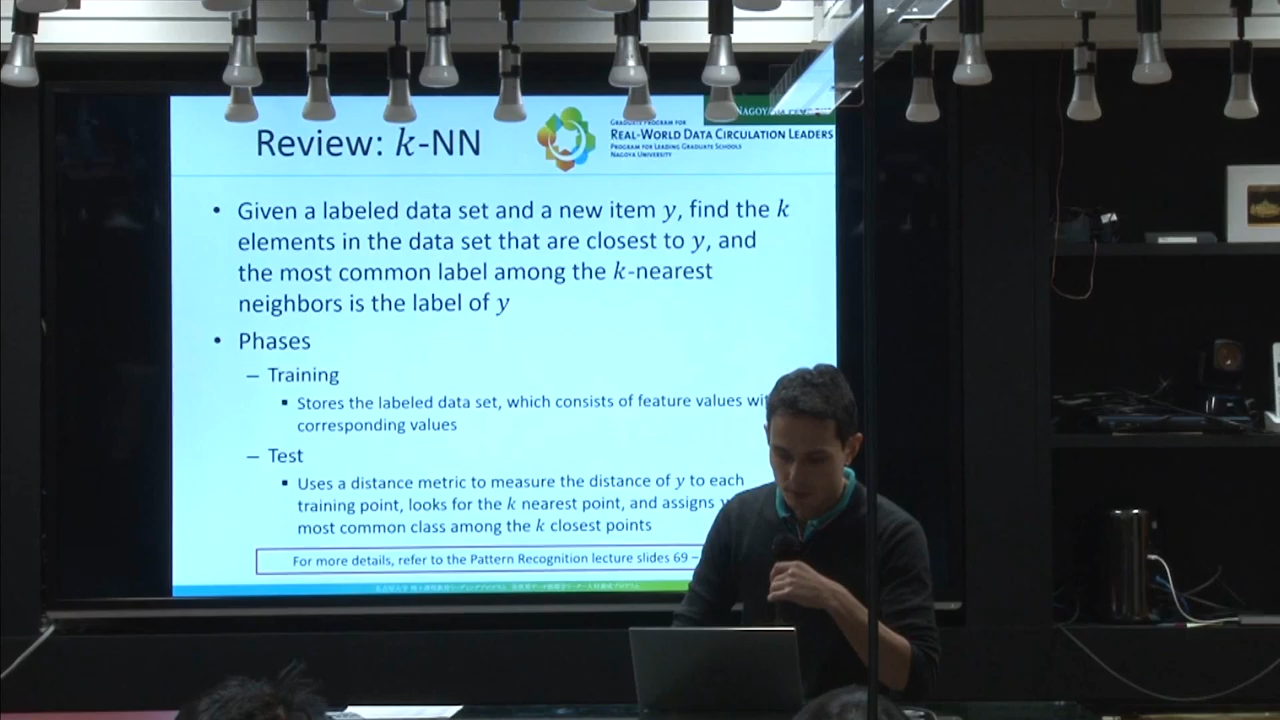 NAGOYA
Review: k-NN
GRADUATE PROGRAM FOR
REAL-WORLD DATA CIRCULATION LEADERS
PROGRAM FOR LEADING GRADUATE SCHOOLS
NAGOYA UNIVERSITY
• Given a labeled data set and a new item y, find the k
elements in the data set that are closest to y, and
the most common label among the k-nearest
neighbors is the label of y
• Phases
– Training
▪ Stores the labeled data set, which consists of feature values
corresponding values
– Test
▪ Uses a distance metric to measure the distance of y to each
training point, looks for the k nearest point, and assigns
most common class among the k closest points
For more details, refer to the Pattern Recognition lecture slides 69 –